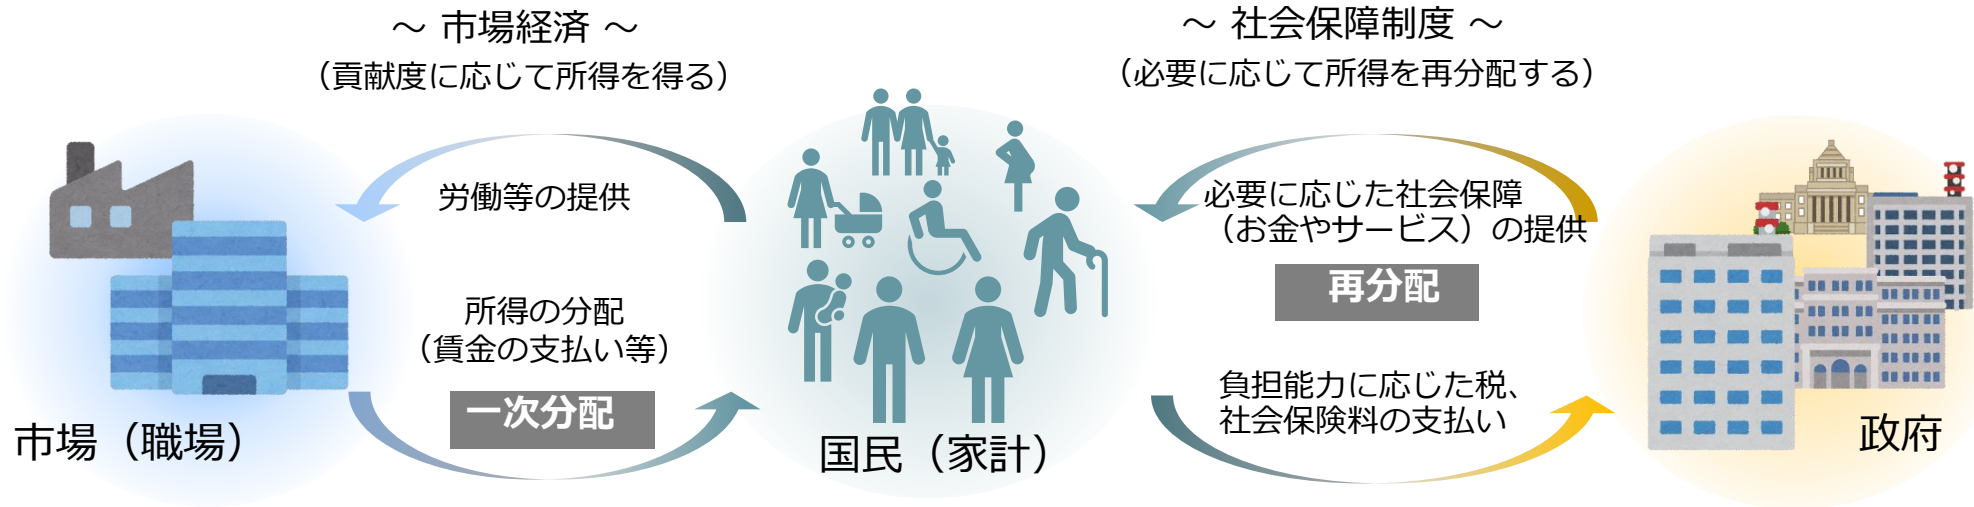 ～ 市場経済 ～
（貢献度に応じて所得を得る）
～ 社会保障制度 ～
（必要に応じて所得を再分配する）
労働等の提供
所得の分配
（賃金の支払い等）
一次分配
市場（職場）
国民（家計）
必要に応じた社会保障
（お金やサービス）の提供
再分配
負担能力に応じた税、
社会保険料の支払い
政府